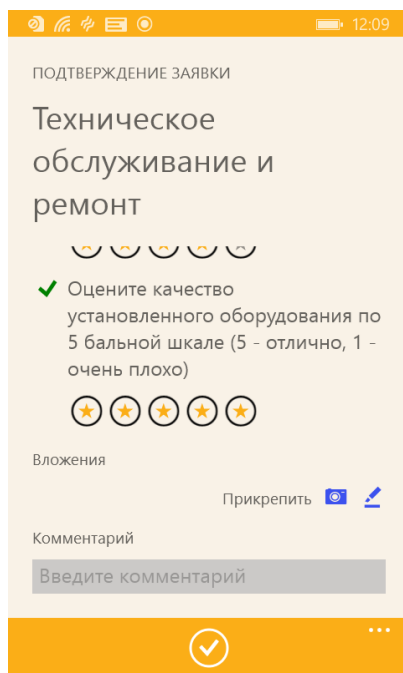 12:09
ПОДТВЕРЖДЕНИЕ ЗАЯВКИ
Техническое
обслуживание и
ремонт
Оцените качество
установленного оборудования по
5 бальной шкале (5 - отлично, 1 -
очень плохо)
Вложения
Прикрепить
Комментарий
Введите комментарий